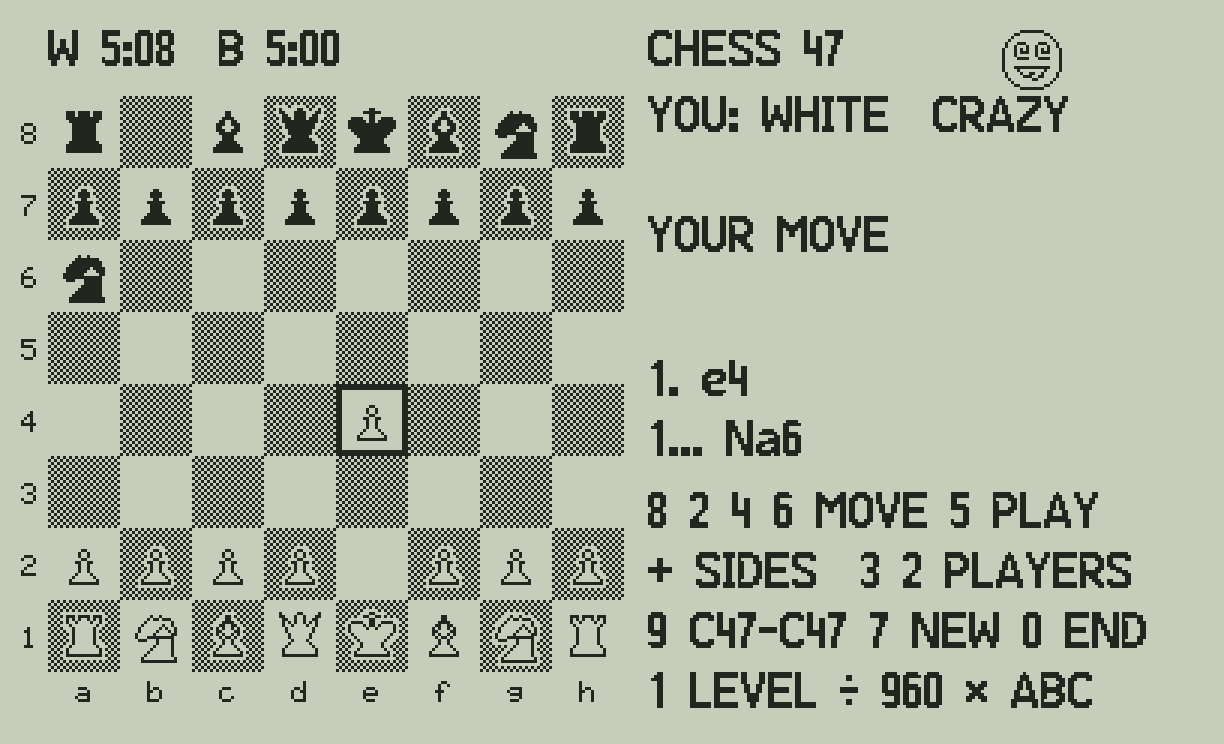 W 5:08 B 5:00
CHESS 47
YOU: WHITE CRAZY
YOUR MOVE
1. e4
1... Na6
8 2 4 6 MOVE 5 PLAY
+ SIDES 3 2 PLAYERS
9 C47-C47 7 NEW 0 END
1 LEVEL ÷ 960 × ABC
8
7
6
5
4
3
2
1
a b c d e f g h